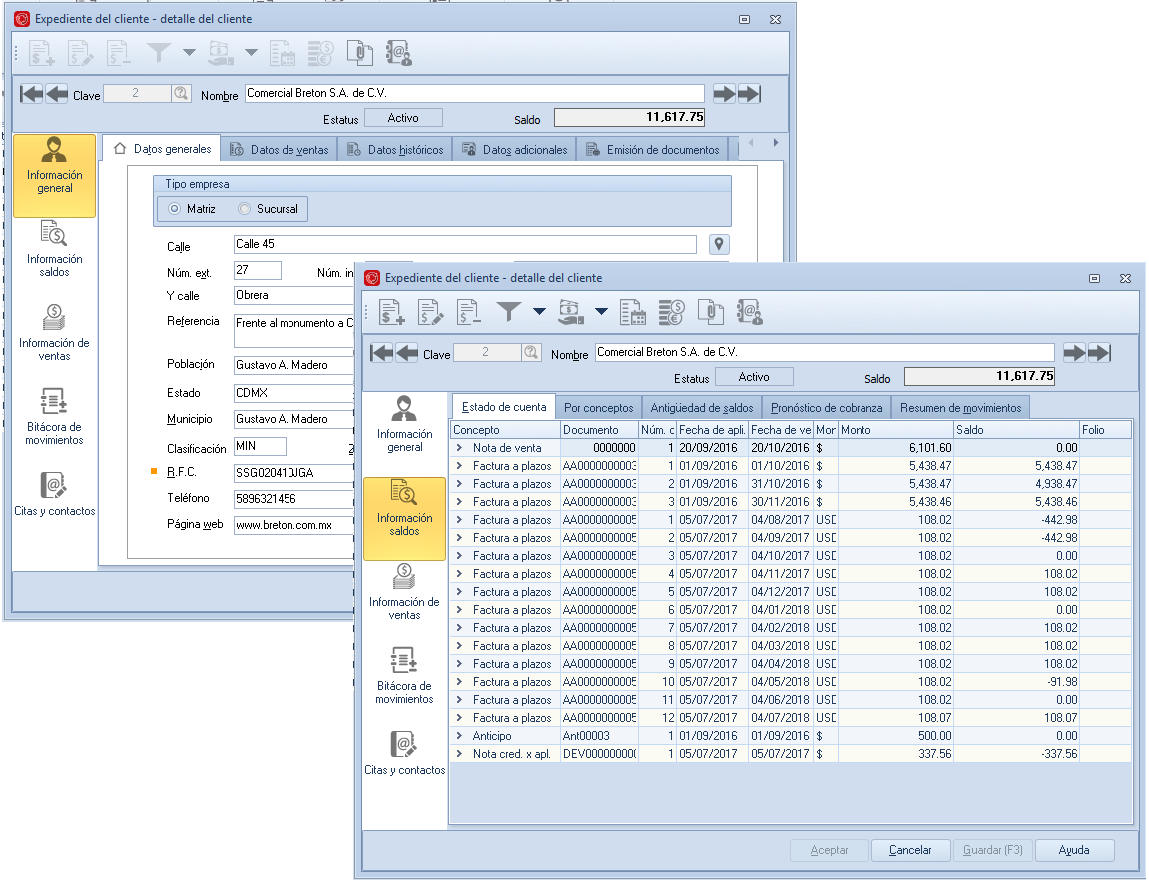 Expediente del cliente - detalle del cliente
Clave 2 Nombre Comercial Breton S.A. de C.V.
Estatus Activo Saldo 11,617.75
Información general
Información saldos
Información de ventas
Bitácora de movimientos
Citas y contactos
Datos generales Datos de ventas Datos históricos Datos adicionales Emisión de documentos
Tipo empresa
Matriz Sucursal
Calle Calle 45
Núm. ext. 27 Núm. in
Y calle Obrera
Referencia Frente al monumento a C
Población Gustavo A. Madero
Estado CDMX
Municipio Gustavo A. Madero
Clasificación MIN
R.F.C. SSG020410JGA
Teléfono 5896321456
Página web www.breton.com.mx
Expediente del cliente - detalle del cliente
Clave 2 Nombre Comercial Breton S.A. de C.V.
Estatus Activo Saldo 11,617.75
Información general
Información saldos
Información de ventas
Bitácora de movimientos
Citas y contactos
Estado de cuenta Por conceptos Antigüedad de saldos Pronóstico de cobranza Resumen de movimientos
Concepto Documento Núm. c Fecha de apli. Fecha de ve Mor Monto Saldo Folio
Nota de venta 0000000 1 20/09/2016 20/10/2016 $ 6,101.60 0.00
Factura a plazos AA0000000003 1 01/09/2016 01/10/2016 $ 5,438.47 5,438.47
Factura a plazos AA0000000003 2 01/09/2016 31/10/2016 $ 5,438.47 4,938.47
Factura a plazos AA0000000003 3 01/09/2016 30/11/2016 $ 5,438.46 5,438.46
Factura a plazos AA0000000005 1 05/07/2017 04/08/2017 USD 108.02 -442.98
Factura a plazos AA0000000005 2 05/07/2017 04/09/2017 USD 108.02 -442.98
Factura a plazos AA0000000005 3 05/07/2017 04/10/2017 USD 108.02 0.00
Factura a plazos AA0000000005 4 05/07/2017 04/11/2017 USD 108.02 108.02
Factura a plazos AA0000000005 5 05/07/2017 04/12/2017 USD 108.02 108.02
Factura a plazos AA0000000005 6 05/07/2017 04/01/2018 USD 108.02 0.00
Factura a plazos AA0000000005 7 05/07/2017 04/02/2018 USD 108.02 108.02
Factura a plazos AA0000000005 8 05/07/2017 04/03/2018 USD 108.02 108.02
Factura a plazos AA0000000005 9 05/07/2017 04/04/2018 USD 108.02 108.02
Factura a plazos AA0000000005 10 05/07/2017 04/05/2018 USD 108.02 -91.98
Factura a plazos AA0000000005 11 05/07/2017 04/06/2018 USD 108.02 0.00
Factura a plazos AA0000000005 12 05/07/2017 04/07/2018 USD 108.07 108.07
Anticipo Ant00003 1 01/09/2016 01/09/2016 $ 500.00 0.00
Nota cred. x apl. DEV000000000 1 05/07/2017 05/07/2017 $ 337.56 -337.56
Aceptar Cancelar Guardar (F3) Ayuda